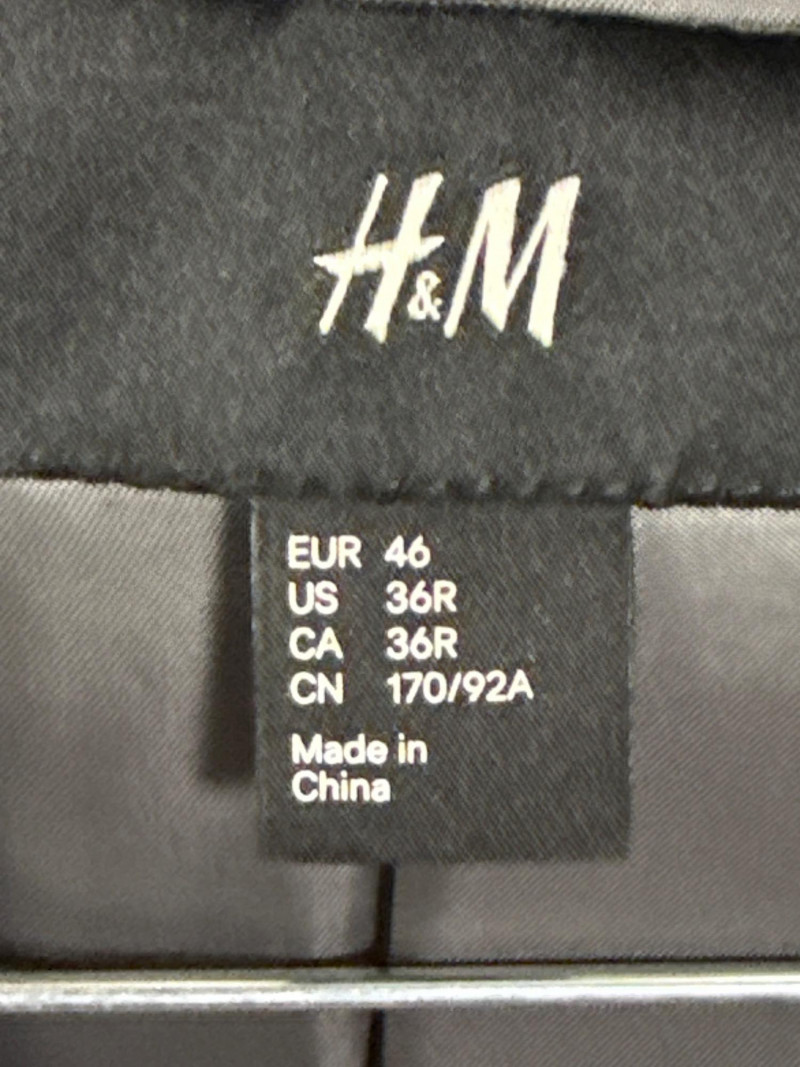 H&M
EUR 46
US 36R
CA 36R
CN 170/92A
Made in
China